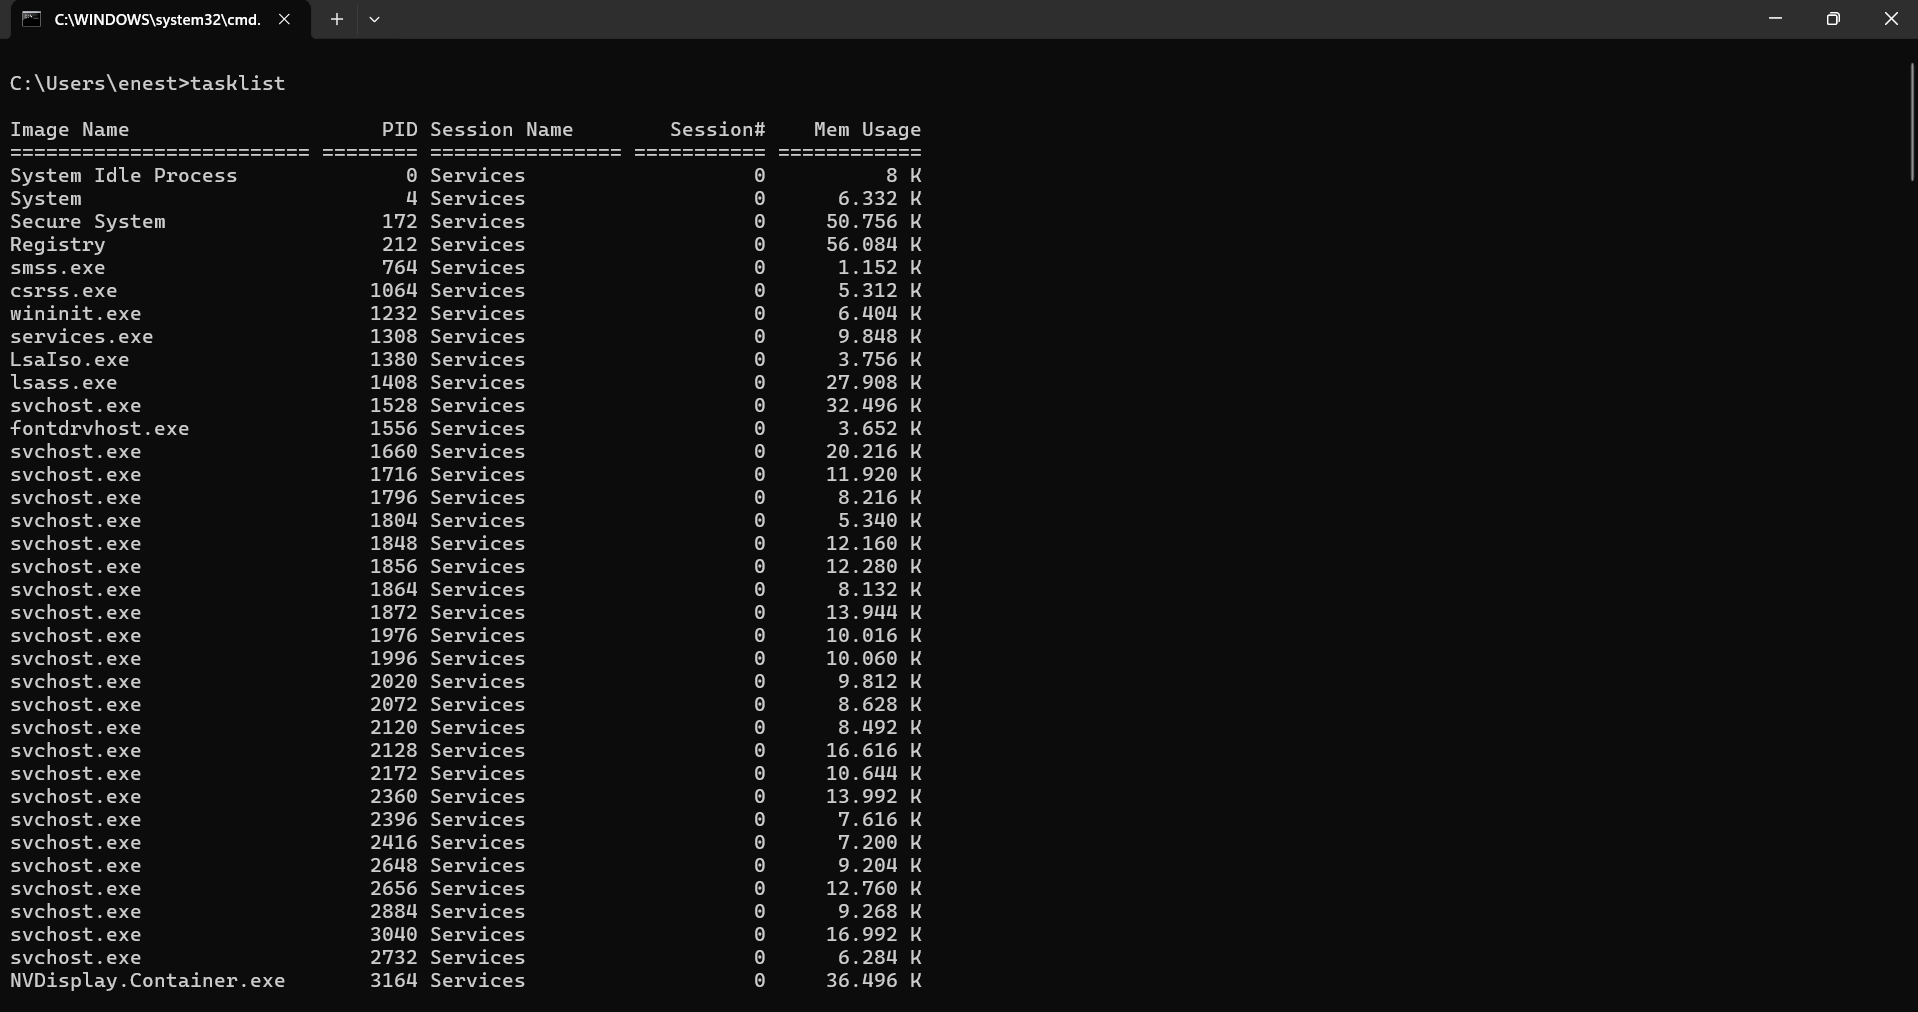 C:\WINDOWS\system32\cmd.
C:\Users\enest>tasklist
Image Name                     PID Session Name        Session#    Mem Usage
========================= ======== ================ =========== ============
System Idle Process              0 Services                   0          8 K
System                           4 Services                   0      6.332 K
Secure System                  172 Services                   0     50.756 K
Registry                       212 Services                   0     56.084 K
smss.exe                       764 Services                   0      1.152 K
csrss.exe                     1064 Services                   0      5.312 K
wininit.exe                   1232 Services                   0      6.404 K
services.exe                  1308 Services                   0      9.848 K
LsaIso.exe                    1380 Services                   0      3.756 K
lsass.exe                     1408 Services                   0     27.908 K
svchost.exe                   1528 Services                   0     32.496 K
fontdrvhost.exe               1556 Services                   0      3.652 K
svchost.exe                   1660 Services                   0     20.216 K
svchost.exe                   1716 Services                   0     11.920 K
svchost.exe                   1796 Services                   0      8.216 K
svchost.exe                   1804 Services                   0      5.340 K
svchost.exe                   1848 Services                   0     12.160 K
svchost.exe                   1856 Services                   0     12.280 K
svchost.exe                   1864 Services                   0      8.132 K
svchost.exe                   1872 Services                   0     13.944 K
svchost.exe                   1976 Services                   0     10.016 K
svchost.exe                   1996 Services                   0     10.060 K
svchost.exe                   2020 Services                   0      9.812 K
svchost.exe                   2072 Services                   0      8.628 K
svchost.exe                   2120 Services                   0      8.492 K
svchost.exe                   2128 Services                   0     16.616 K
svchost.exe                   2172 Services                   0     10.644 K
svchost.exe                   2360 Services                   0     13.992 K
svchost.exe                   2396 Services                   0      7.616 K
svchost.exe                   2416 Services                   0      7.200 K
svchost.exe                   2648 Services                   0      9.204 K
svchost.exe                   2656 Services                   0     12.760 K
svchost.exe                   2884 Services                   0      9.268 K
svchost.exe                   3040 Services                   0     16.992 K
svchost.exe                   2732 Services                   0      6.284 K
NVDisplay.Container.exe       3164 Services                   0     36.496 K